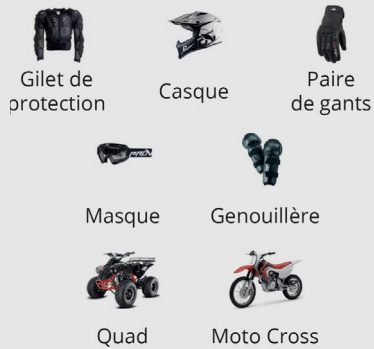 Gilet de
protection
Casque
Paire
de gants
Masque
Genouillère
Quad
Moto Cross